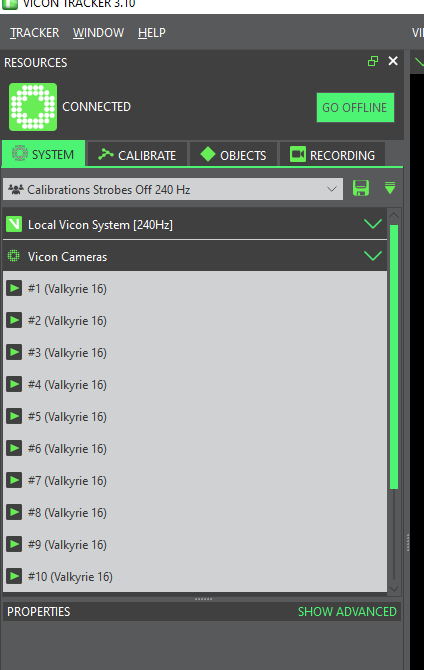 VICON TRACKER 3.10
TRACKER WINDOW HELP
RESOURCES
CONNECTED
GO OFFLINE
SYSTEM CALIBRATE OBJECTS RECORDING
Calibrations Strobes Off 240 Hz
Local Vicon System [240Hz]
Vicon Cameras
#1 (Valkyrie 16)
#2 (Valkyrie 16)
#3 (Valkyrie 16)
#4 (Valkyrie 16)
#5 (Valkyrie 16)
#6 (Valkyrie 16)
#7 (Valkyrie 16)
#8 (Valkyrie 16)
#9 (Valkyrie 16)
#10 (Valkyrie 16)
PROPERTIES SHOW ADVANCED